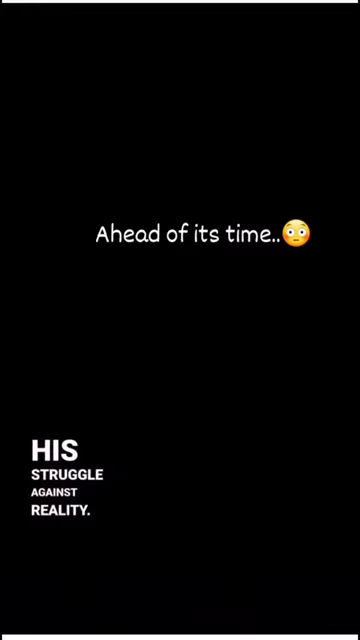 Ahead of its time..😳
HIS
STRUGGLE
AGAINST
REALITY.